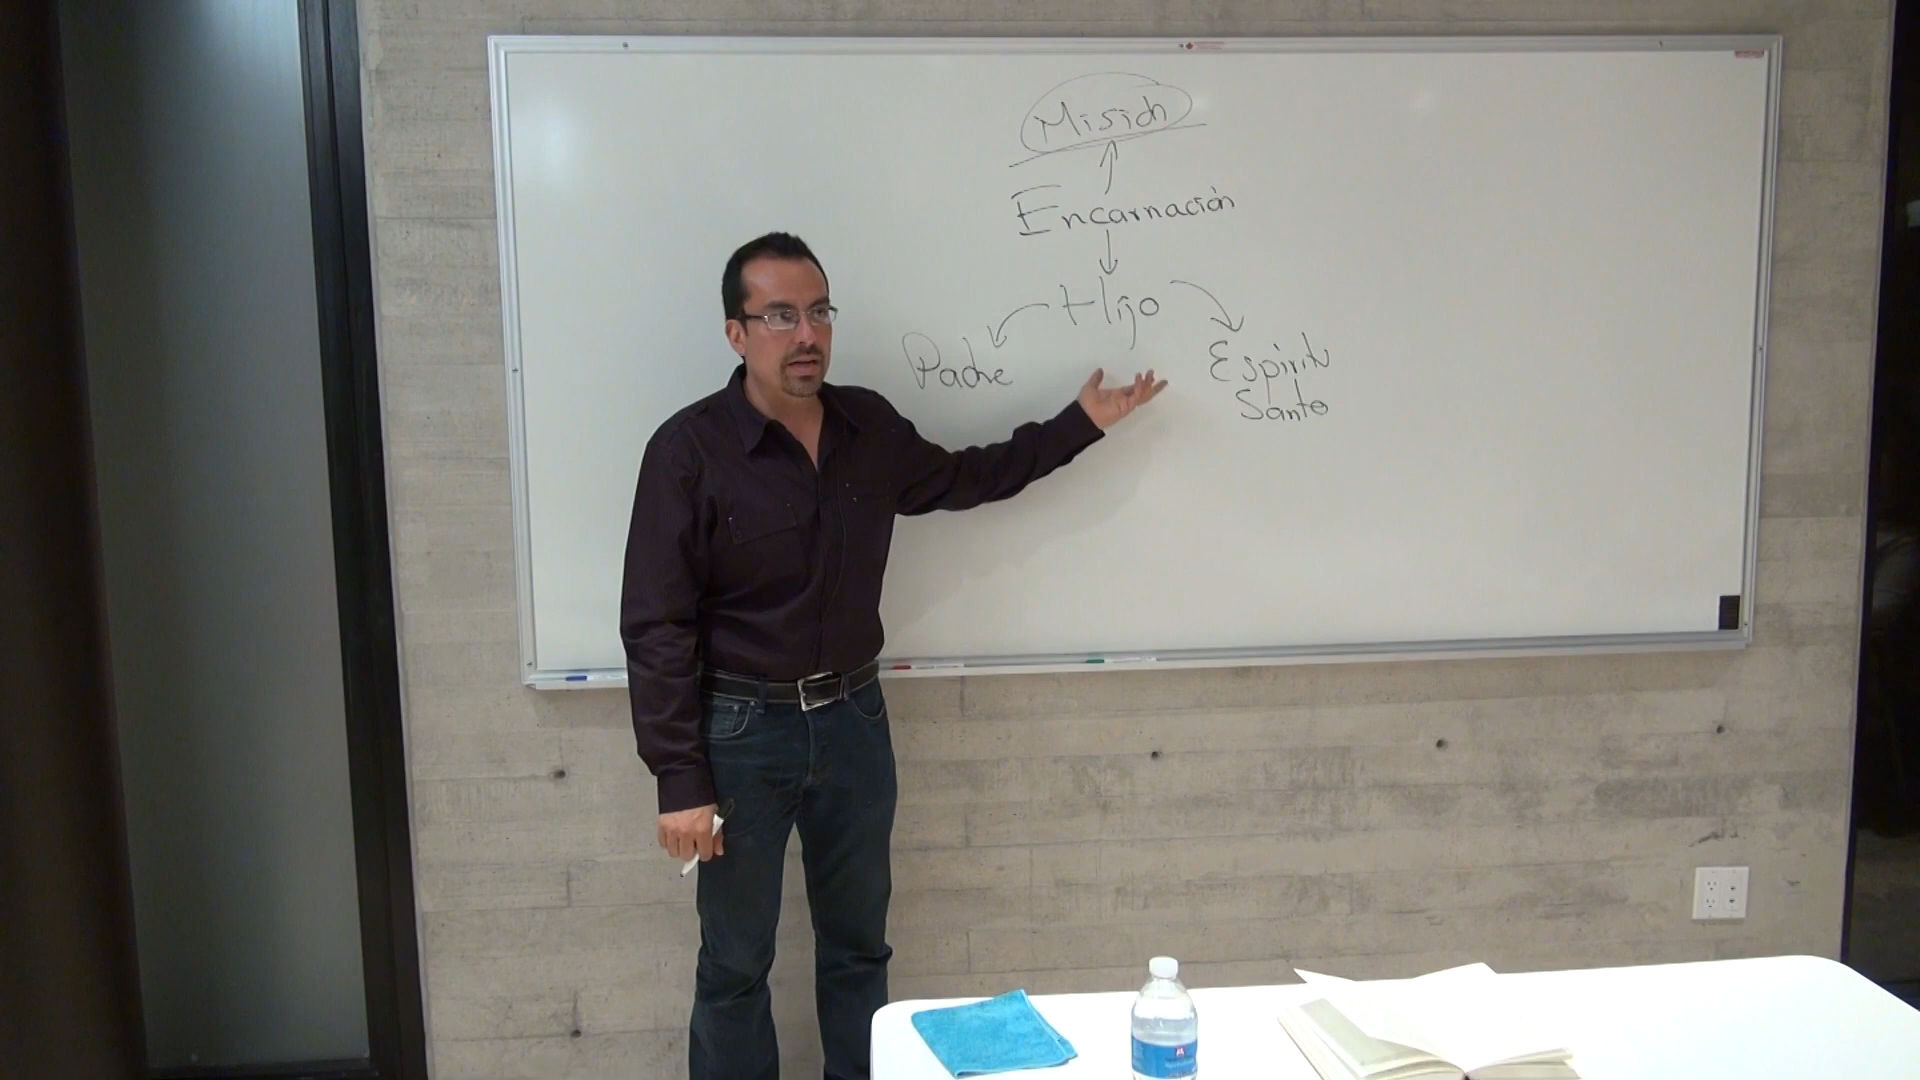 Misión
Encarnación
Hijo
Padre
Espíritu
Santo